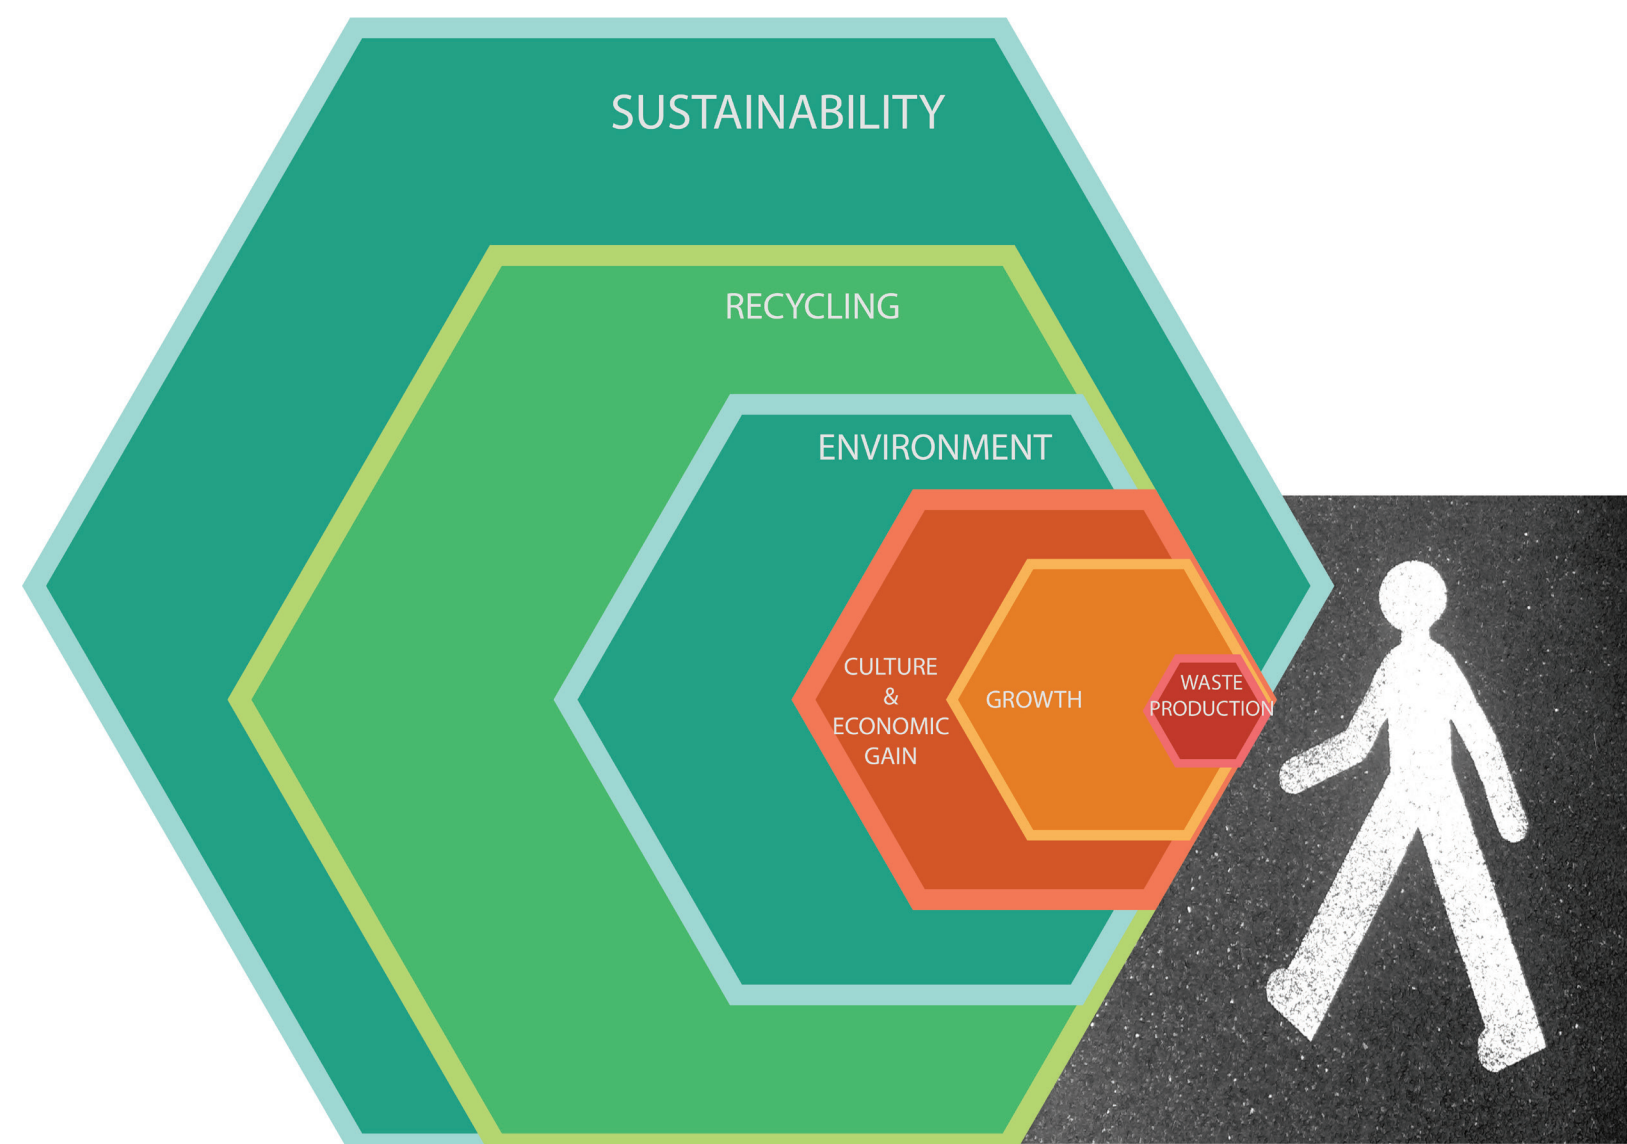 SUSTAINABILITY
RECYCLING
ENVIRONMENT
CULTURE
&
ECONOMIC
GAIN
GROWTH
WASTE
PRODUCTION